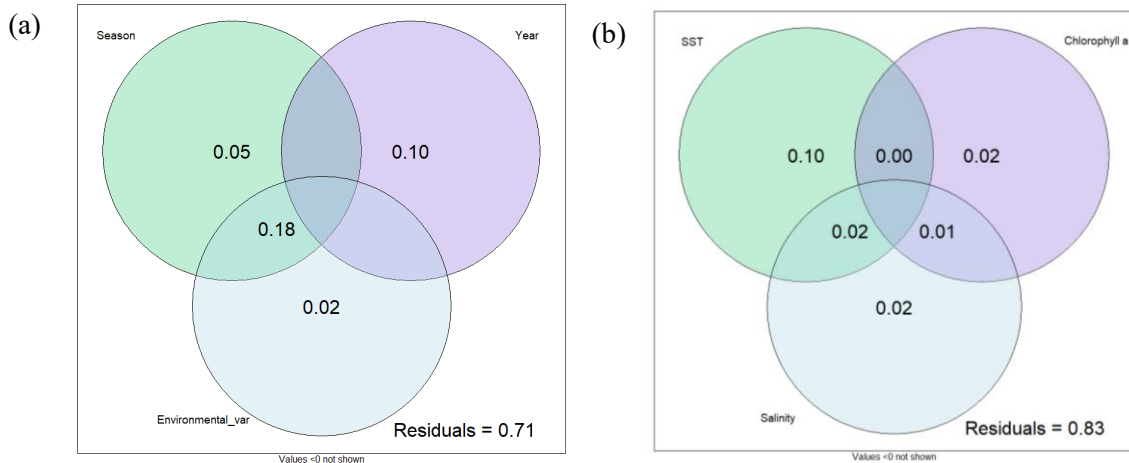 (a)
Season
Year
0.05
0.10
0.18
0.02
Environmental_var
Residuals = 0.71
Values <0 not shown
(b)
SST
Chlorophyll a
0.10
0.00
0.02
0.02
0.01
0.02
Salinity
Residuals = 0.83
Values <0 not shown